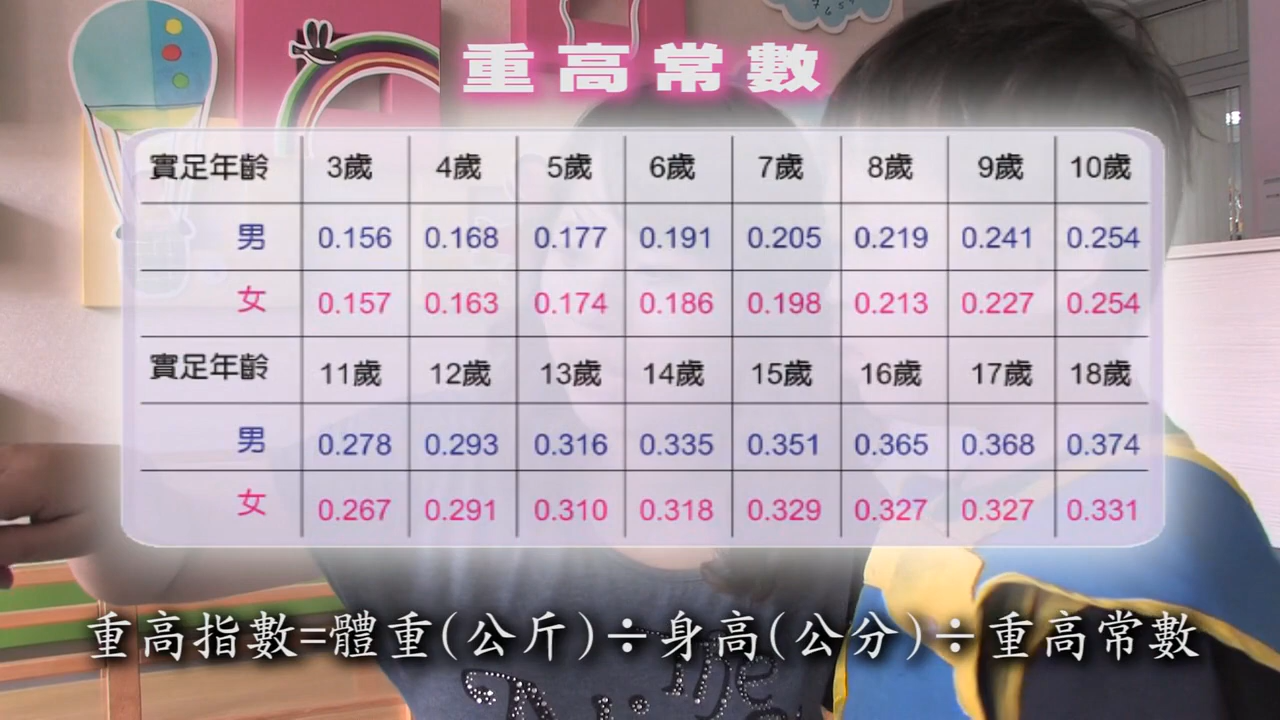 重高常數
實足年齡 3歲 4歲 5歲 6歲 7歲 8歲 9歲 10歲
男 0.156 0.168 0.177 0.191 0.205 0.219 0.241 0.254
女 0.157 0.163 0.174 0.186 0.198 0.213 0.227 0.254
實足年齡 11歲 12歲 13歲 14歲 15歲 16歲 17歲 18歲
男 0.278 0.293 0.316 0.335 0.351 0.365 0.368 0.374
女 0.267 0.291 0.310 0.318 0.329 0.327 0.327 0.331
重高指數=體重(公斤)÷身高(公分)÷重高常數